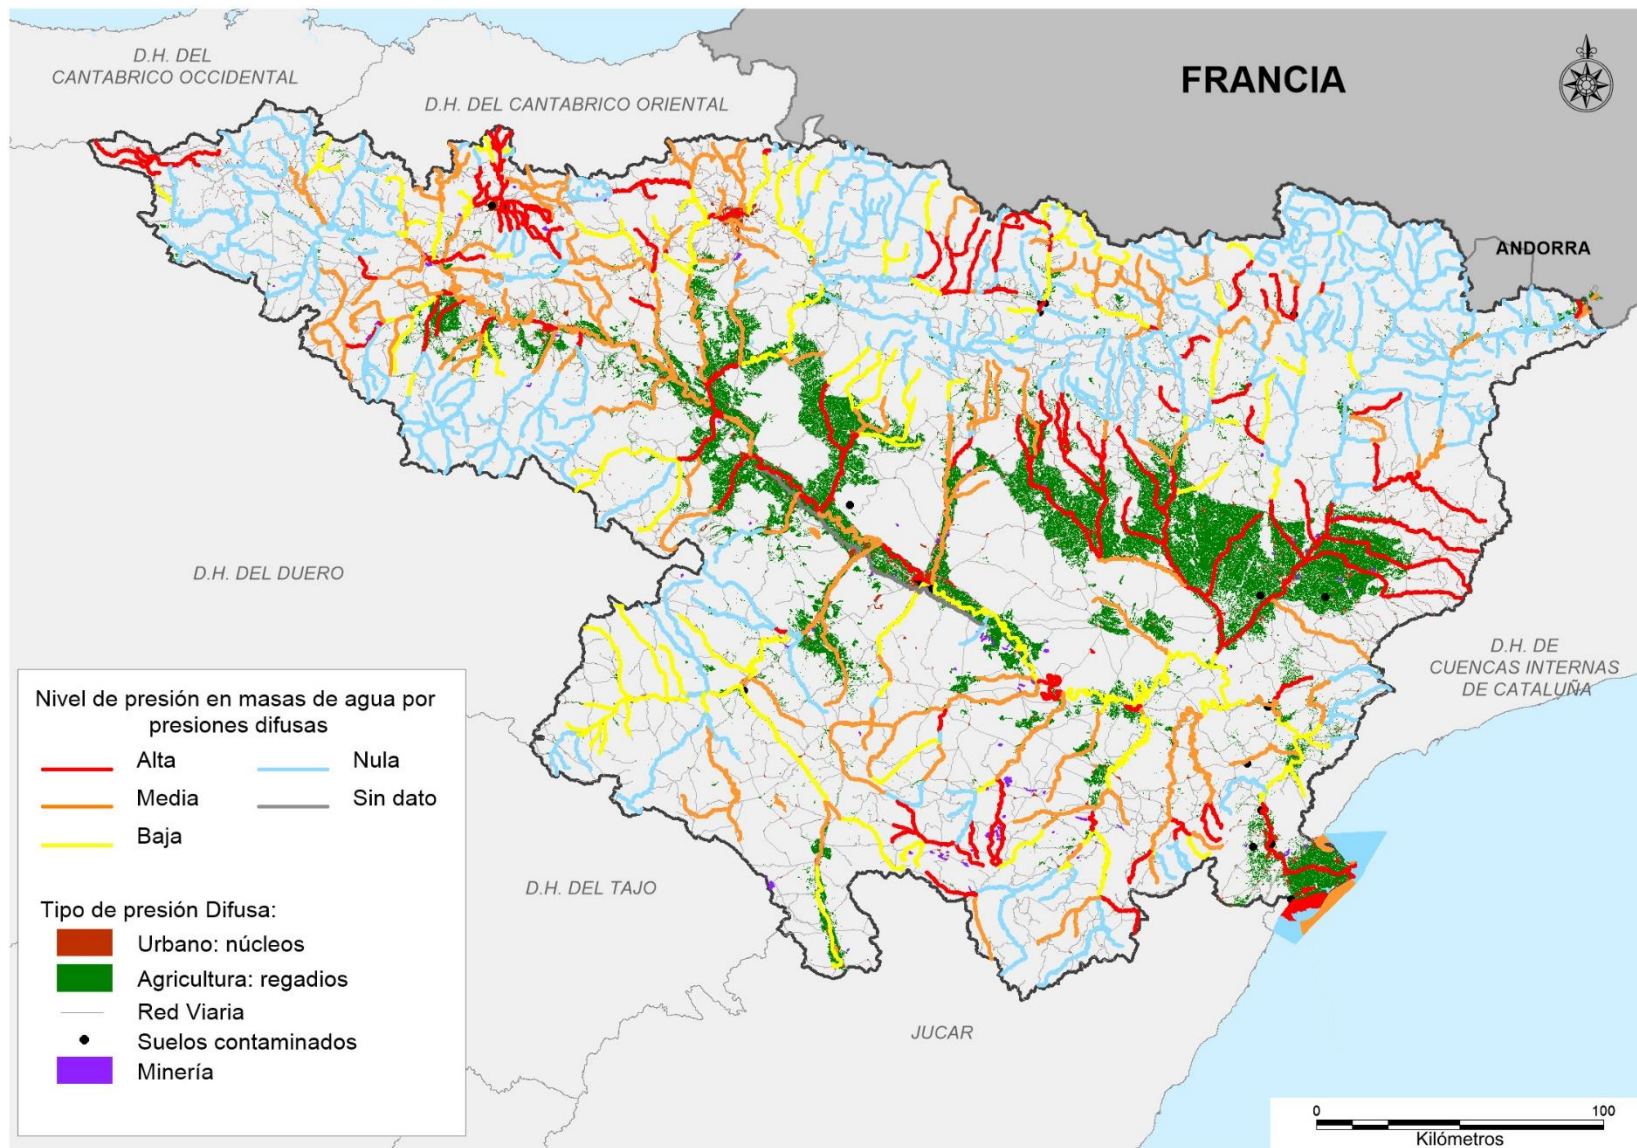 D.H. DEL
CANTABRICO OCCIDENTAL
D.H. DEL CANTABRICO ORIENTAL
FRANCIA
ANDORRA
D.H. DEL DUERO
D.H. DE
CUENCAS INTERNAS
DE CATALUÑA
Nivel de presión en masas de agua por
presiones difusas
Alta
Nula
Media
Sin dato
Baja
D.H. DEL TAJO
Tipo de presión Difusa:
Urbano: núcleos
Agricultura: regadios
Red Viaria
Suelos contaminados
Minería
JUCAR
0 100
Kilómetros